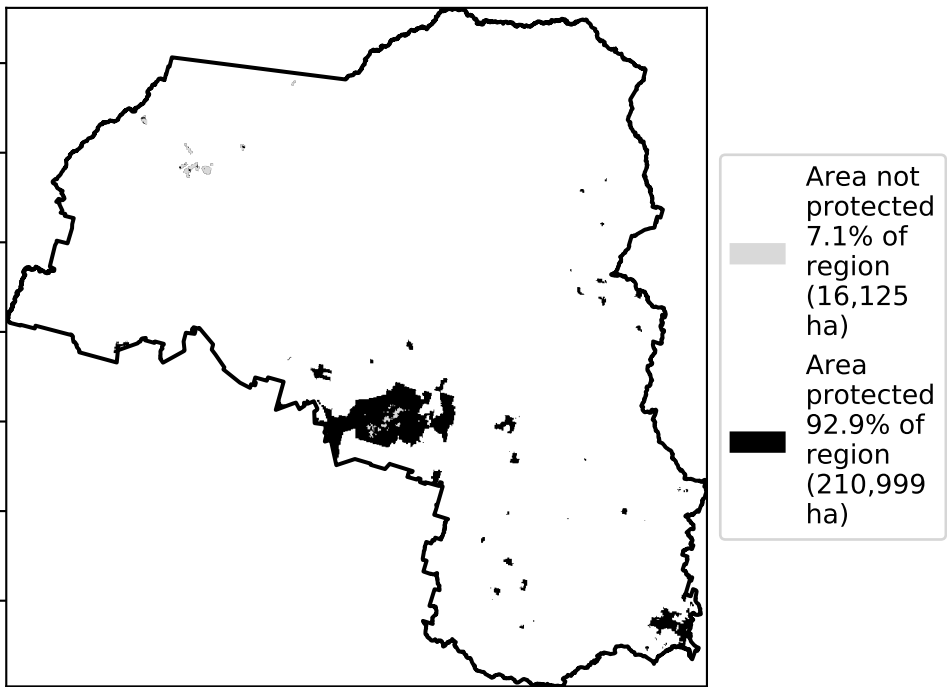 Area not
protected
7.1% of
region
(16,125
ha)
Area
protected
92.9% of
region
(210,999
ha)